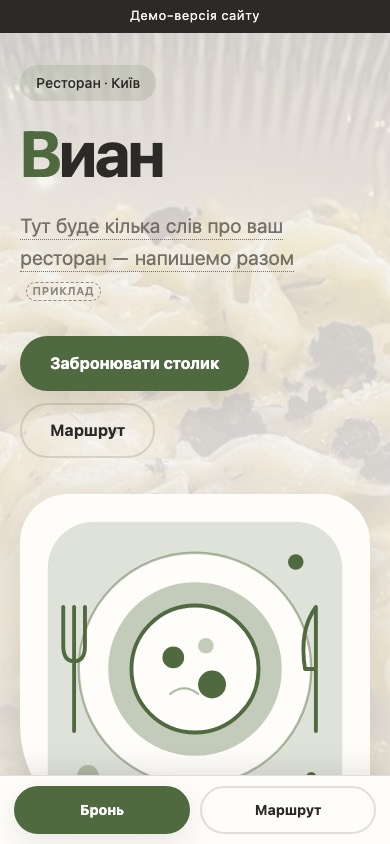 Демо-версія сайту
Ресторан · Київ
Виан
Тут буде кілька слів про ваш
ресторан — напишемо разом
ПРИКЛАД
Забронювати столик
Маршрут
Бронь
Маршрут